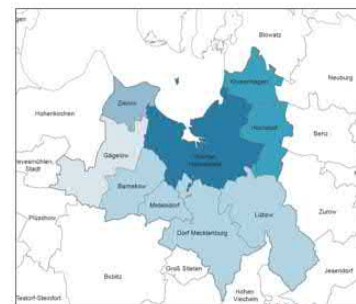 Blowatz
Krusenhagen
Neuburg
Zierow
Hohenkirchen
Hornstorf
Benz
Gägelow
Barnekow
Metelsdorf
Lübow
Plüschow
Zurow
Dorf Mecklenburg
Groß Stieten
Bobitz
Jesendorf
Hohen
Viecheln